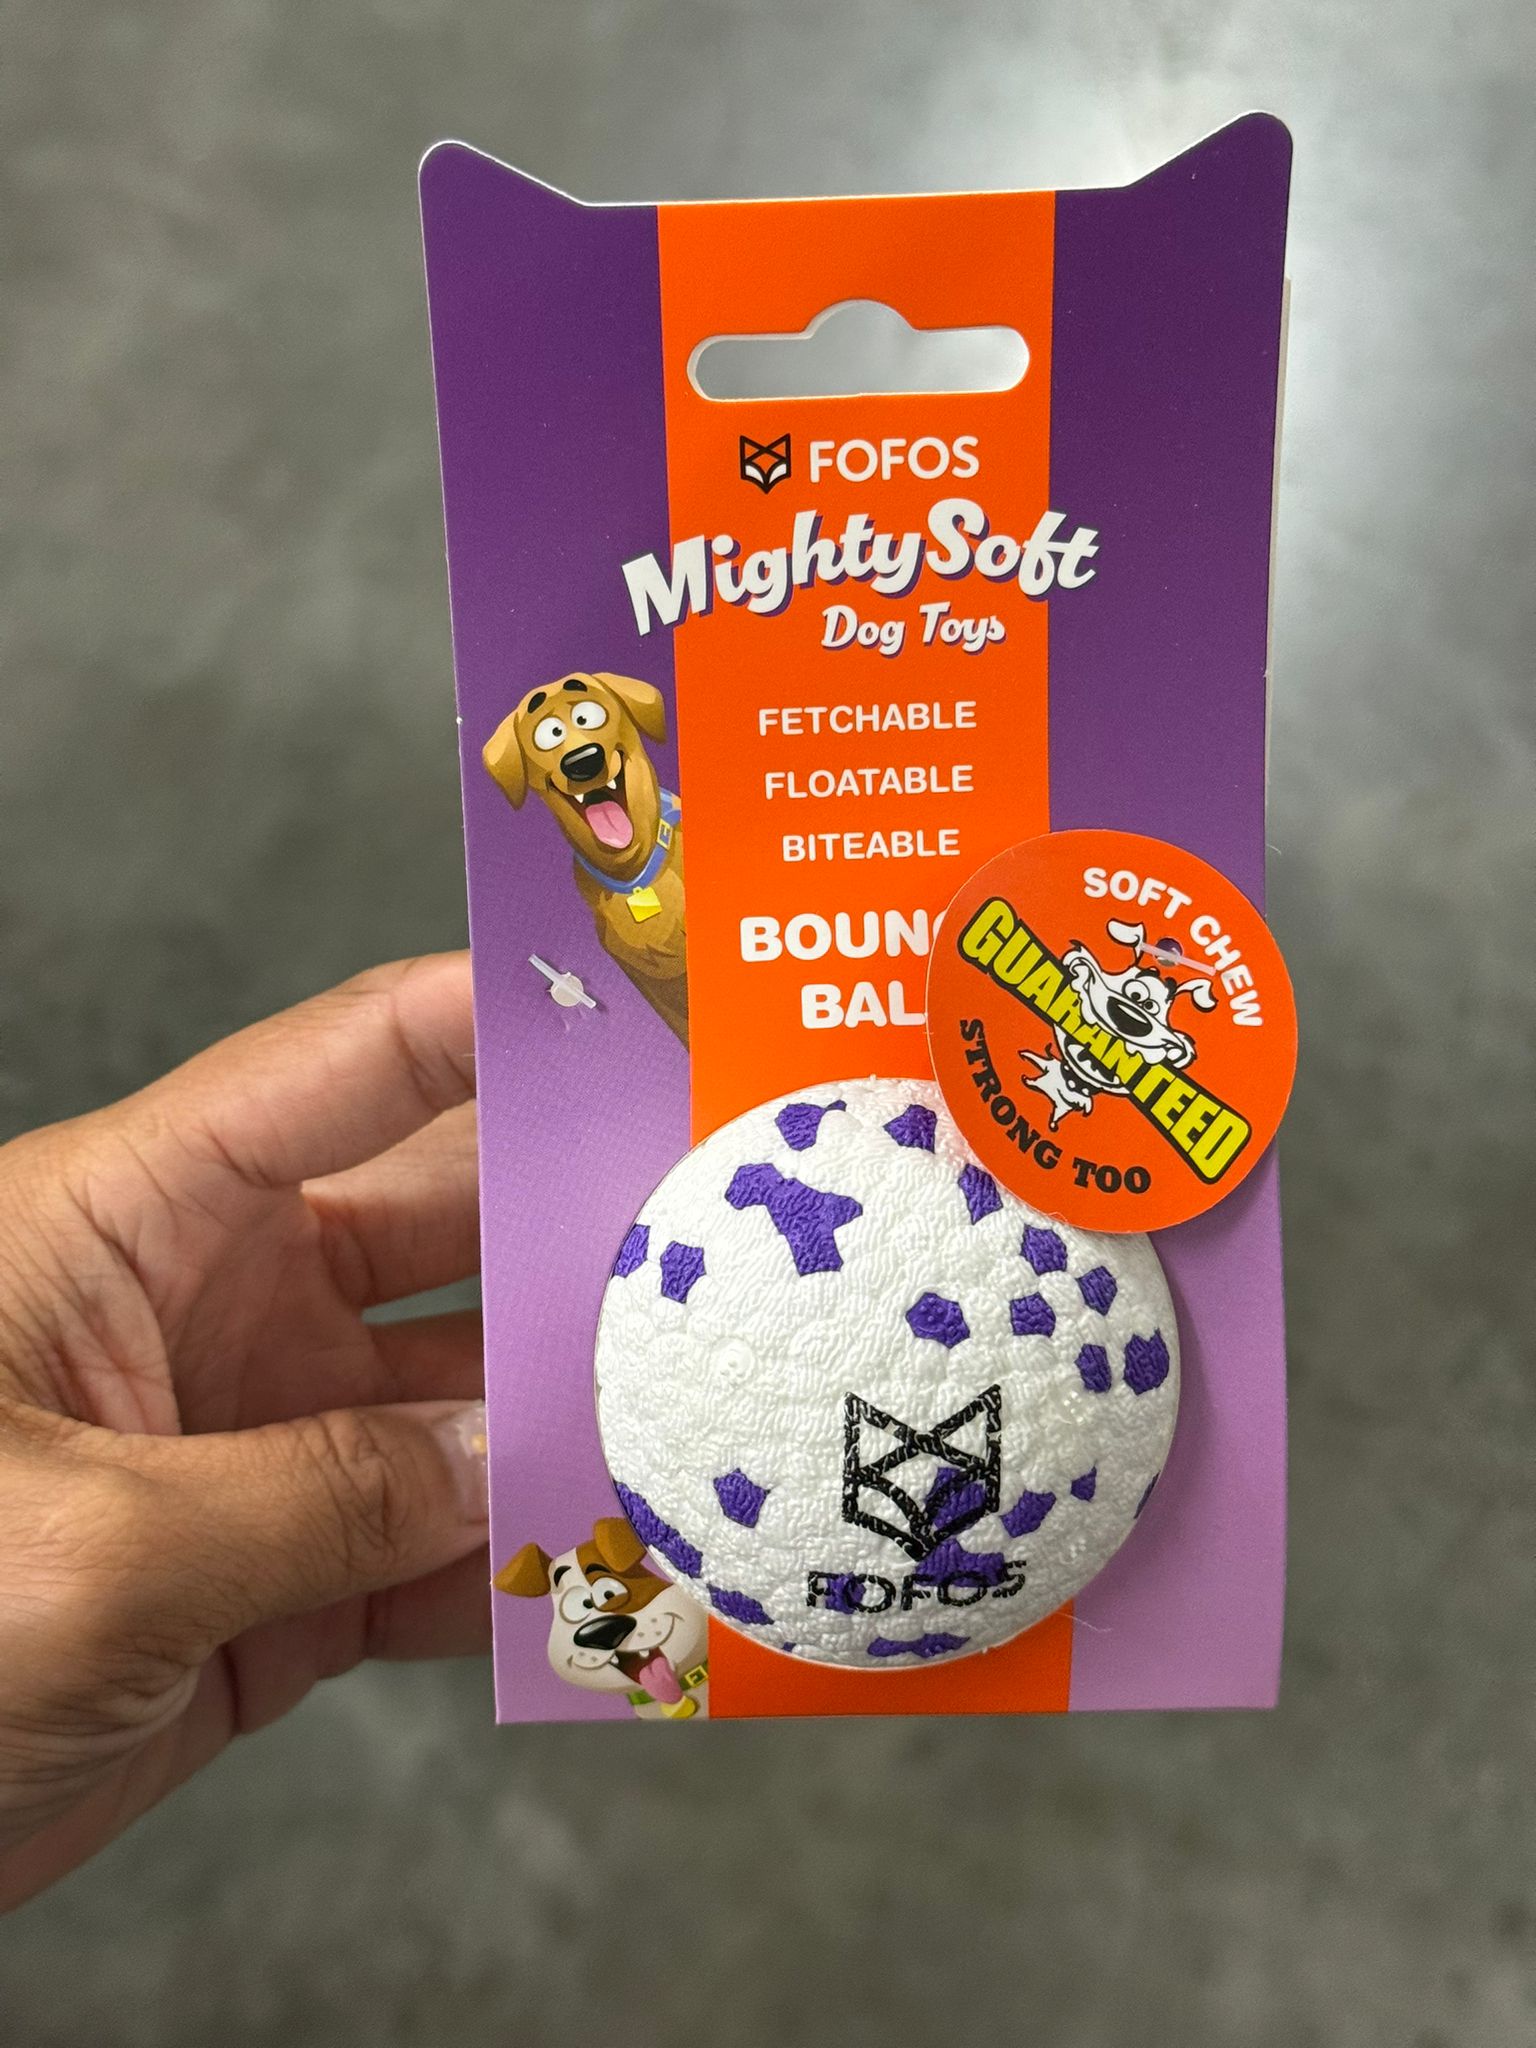 FOFOS
MightySoft
Dog Toys
FETCHABLE
FLOATABLE
BITEABLE
SOFT CHEW
GUARANTEED
STRONG TOO
FOFOS